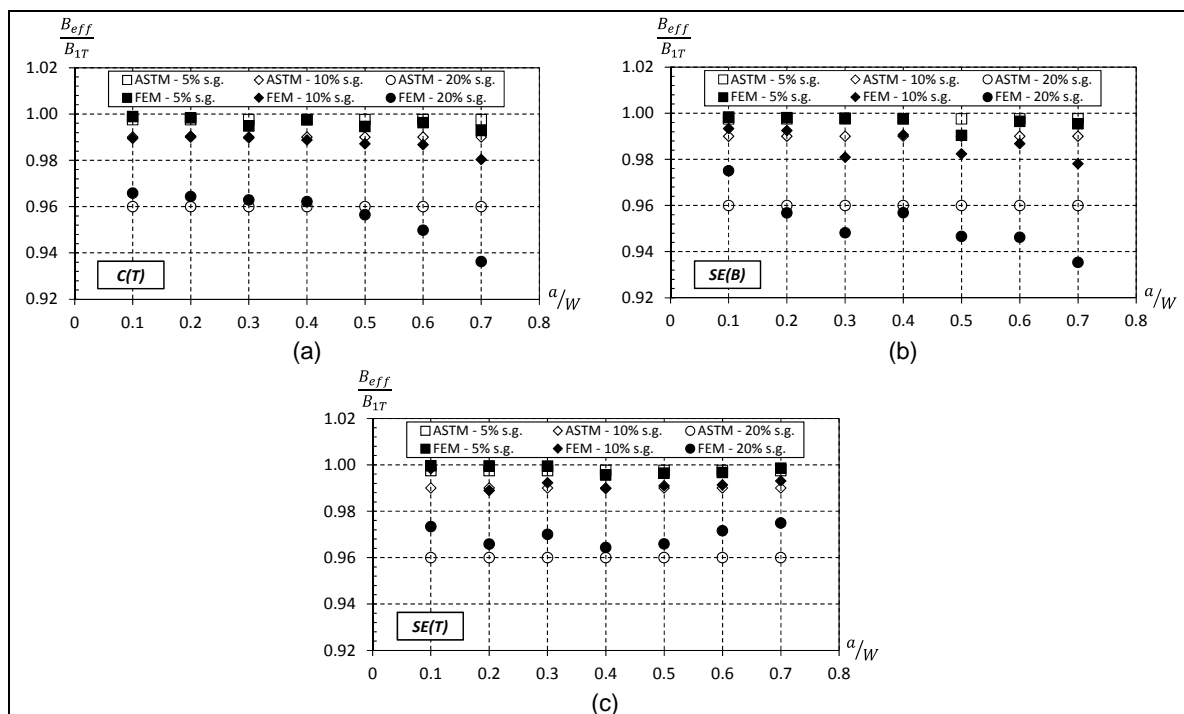 B_eff
B_1T
1.02
□ ASTM - 5% s.g. ◇ ASTM - 10% s.g. ○ ASTM - 20% s.g.
■ FEM - 5% s.g. ◆ FEM - 10% s.g. ● FEM - 20% s.g.
1.00
0.98
0.96
0.94
C(T)
0.92
a/W
0 0.1 0.2 0.3 0.4 0.5 0.6 0.7 0.8
(a)
B_eff
B_1T
1.02
□ ASTM - 5% s.g. ◇ ASTM - 10% s.g. ○ ASTM - 20% s.g.
■ FEM - 5% s.g. ◆ FEM - 10% s.g. ● FEM - 20% s.g.
1.00
0.98
0.96
0.94
SE(B)
0.92
a/W
0 0.1 0.2 0.3 0.4 0.5 0.6 0.7 0.8
(b)
B_eff
B_1T
1.02
□ ASTM - 5% s.g. ◇ ASTM - 10% s.g. ○ ASTM - 20% s.g.
■ FEM - 5% s.g. ◆ FEM - 10% s.g. ● FEM - 20% s.g.
1.00
0.98
0.96
0.94
SE(T)
0.92
a/W
0 0.1 0.2 0.3 0.4 0.5 0.6 0.7 0.8
(c)